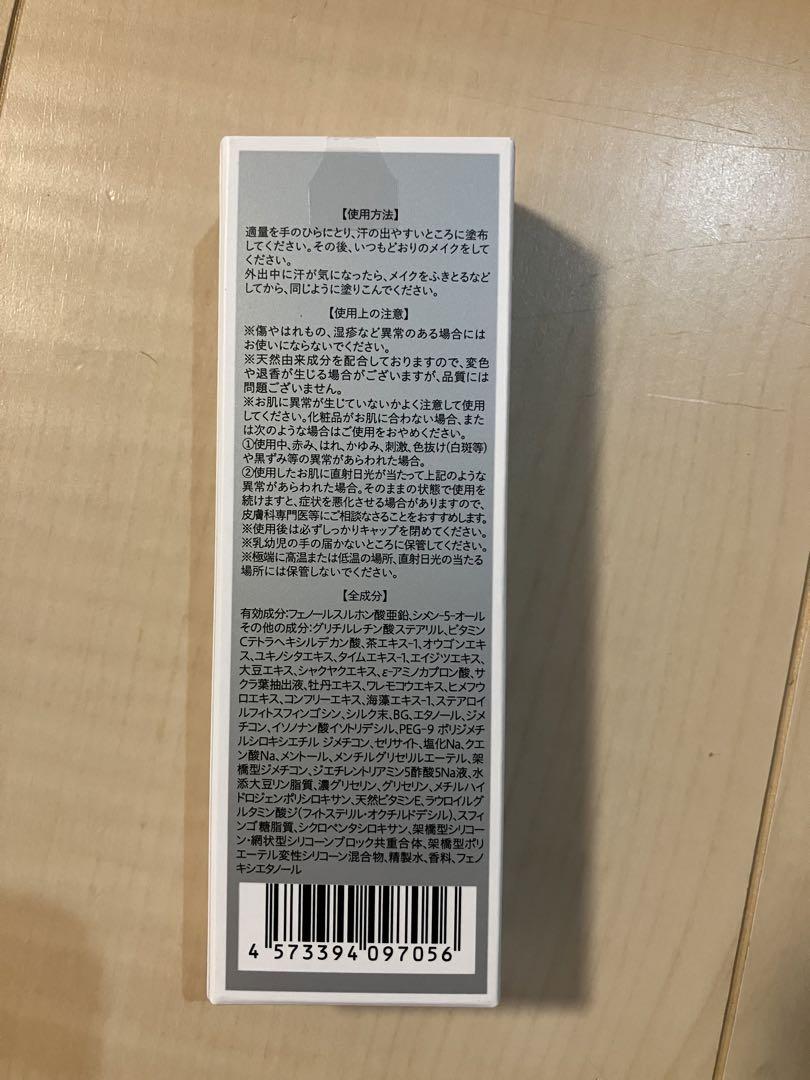 【使用方法】
適量を手のひらにとり、汗の出やすいところに塗布
してください。その後、いつもどおりのメイクをして
ください。
外出中に汗が気になったら、メイクをふきとるなど
してから、同じように塗りこんでください。
【使用上の注意】
※傷やはれもの、湿疹など異常のある場合には
お使いにならないでください。
※天然由来成分を配合しておりますので、変色
や退香が生じる場合がございますが、品質には
問題ございません。
※お肌に異常が生じていないかよく注意して使用
してください。化粧品がお肌に合わない場合、また
は次のような場合はご使用をおやめください。
①使用中、赤み、はれ、かゆみ、刺激、色抜け(白斑等)
や黒ずみ等の異常があらわれた場合。
②使用したお肌に直射日光が当たって上記のような
異常があらわれた場合。そのままの状態で使用を
続けますと、症状を悪化させる場合がありますので、
皮膚科専門医等にご相談なさることをおすすめします。
※使用後は必ずしっかりキャップを閉めてください。
※乳幼児の手の届かないところに保管してください。
※極端に高温または低温の場所、直射日光の当たる
場所には保管しないでください。
【全成分】
有効成分:フェノールスルホン酸亜鉛、シメン-5-オール
その他の成分:グリチルレチン酸ステアリル、ビタミン
Cテトラヘキシルデカン酸、茶エキス-1、オウゴンエキ
ス、ユキノシタエキス、タイムエキス-1、エイジツエキス、
大豆エキス、シャクヤクエキス、ε-アミノカプロン酸、サ
クラ葉抽出液、牡丹エキス、ワレモコウエキス、ヒメフウ
ロエキス、コンフリーエキス、海藻エキス-1、ステアロイ
ルフィトスフィンゴシン、シルク末、BG、エタノール、ジメ
チコン、イソノナン酸イソトリデシル、PEG-9 ポリジメチ
ルシロキシエチル ジメチコン、セリサイト、塩化Na、クエ
ン酸Na、メントール、メンチルグリセリルエーテル、架
橋型ジメチコン、ジエチレントリアミン5酢酸5Na液、水
添大豆リン脂質、濃グリセリン、グリセリン、メチルハイ
ドロジェンポリシロキサン、天然ビタミンE、ラウロイルグ
ルタミン酸ジ(フィトステリル・オクチルドデシル)、スフィ
ンゴ糖脂質、シクロペンタシロキサン、架橋型シリコー
ン・網状型シリコーンブロック共重合体、架橋型ポリ
エーテル変性シリコーン混合物、精製水、香料、フェノ
キシエタノール
4 573394 097056